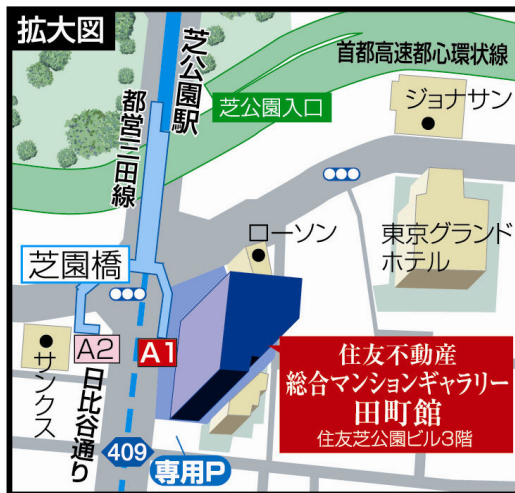 拡大図
芝公園駅
都営三田線
首都高速都心環状線
芝公園入口
ジョナサン
ローソン
東京グランド
ホテル
芝園橋
サンクス
A2
A1
日比谷通り
409
専用P
住友不動産
総合マンションギャラリー
田町館
住友芝公園ビル3階